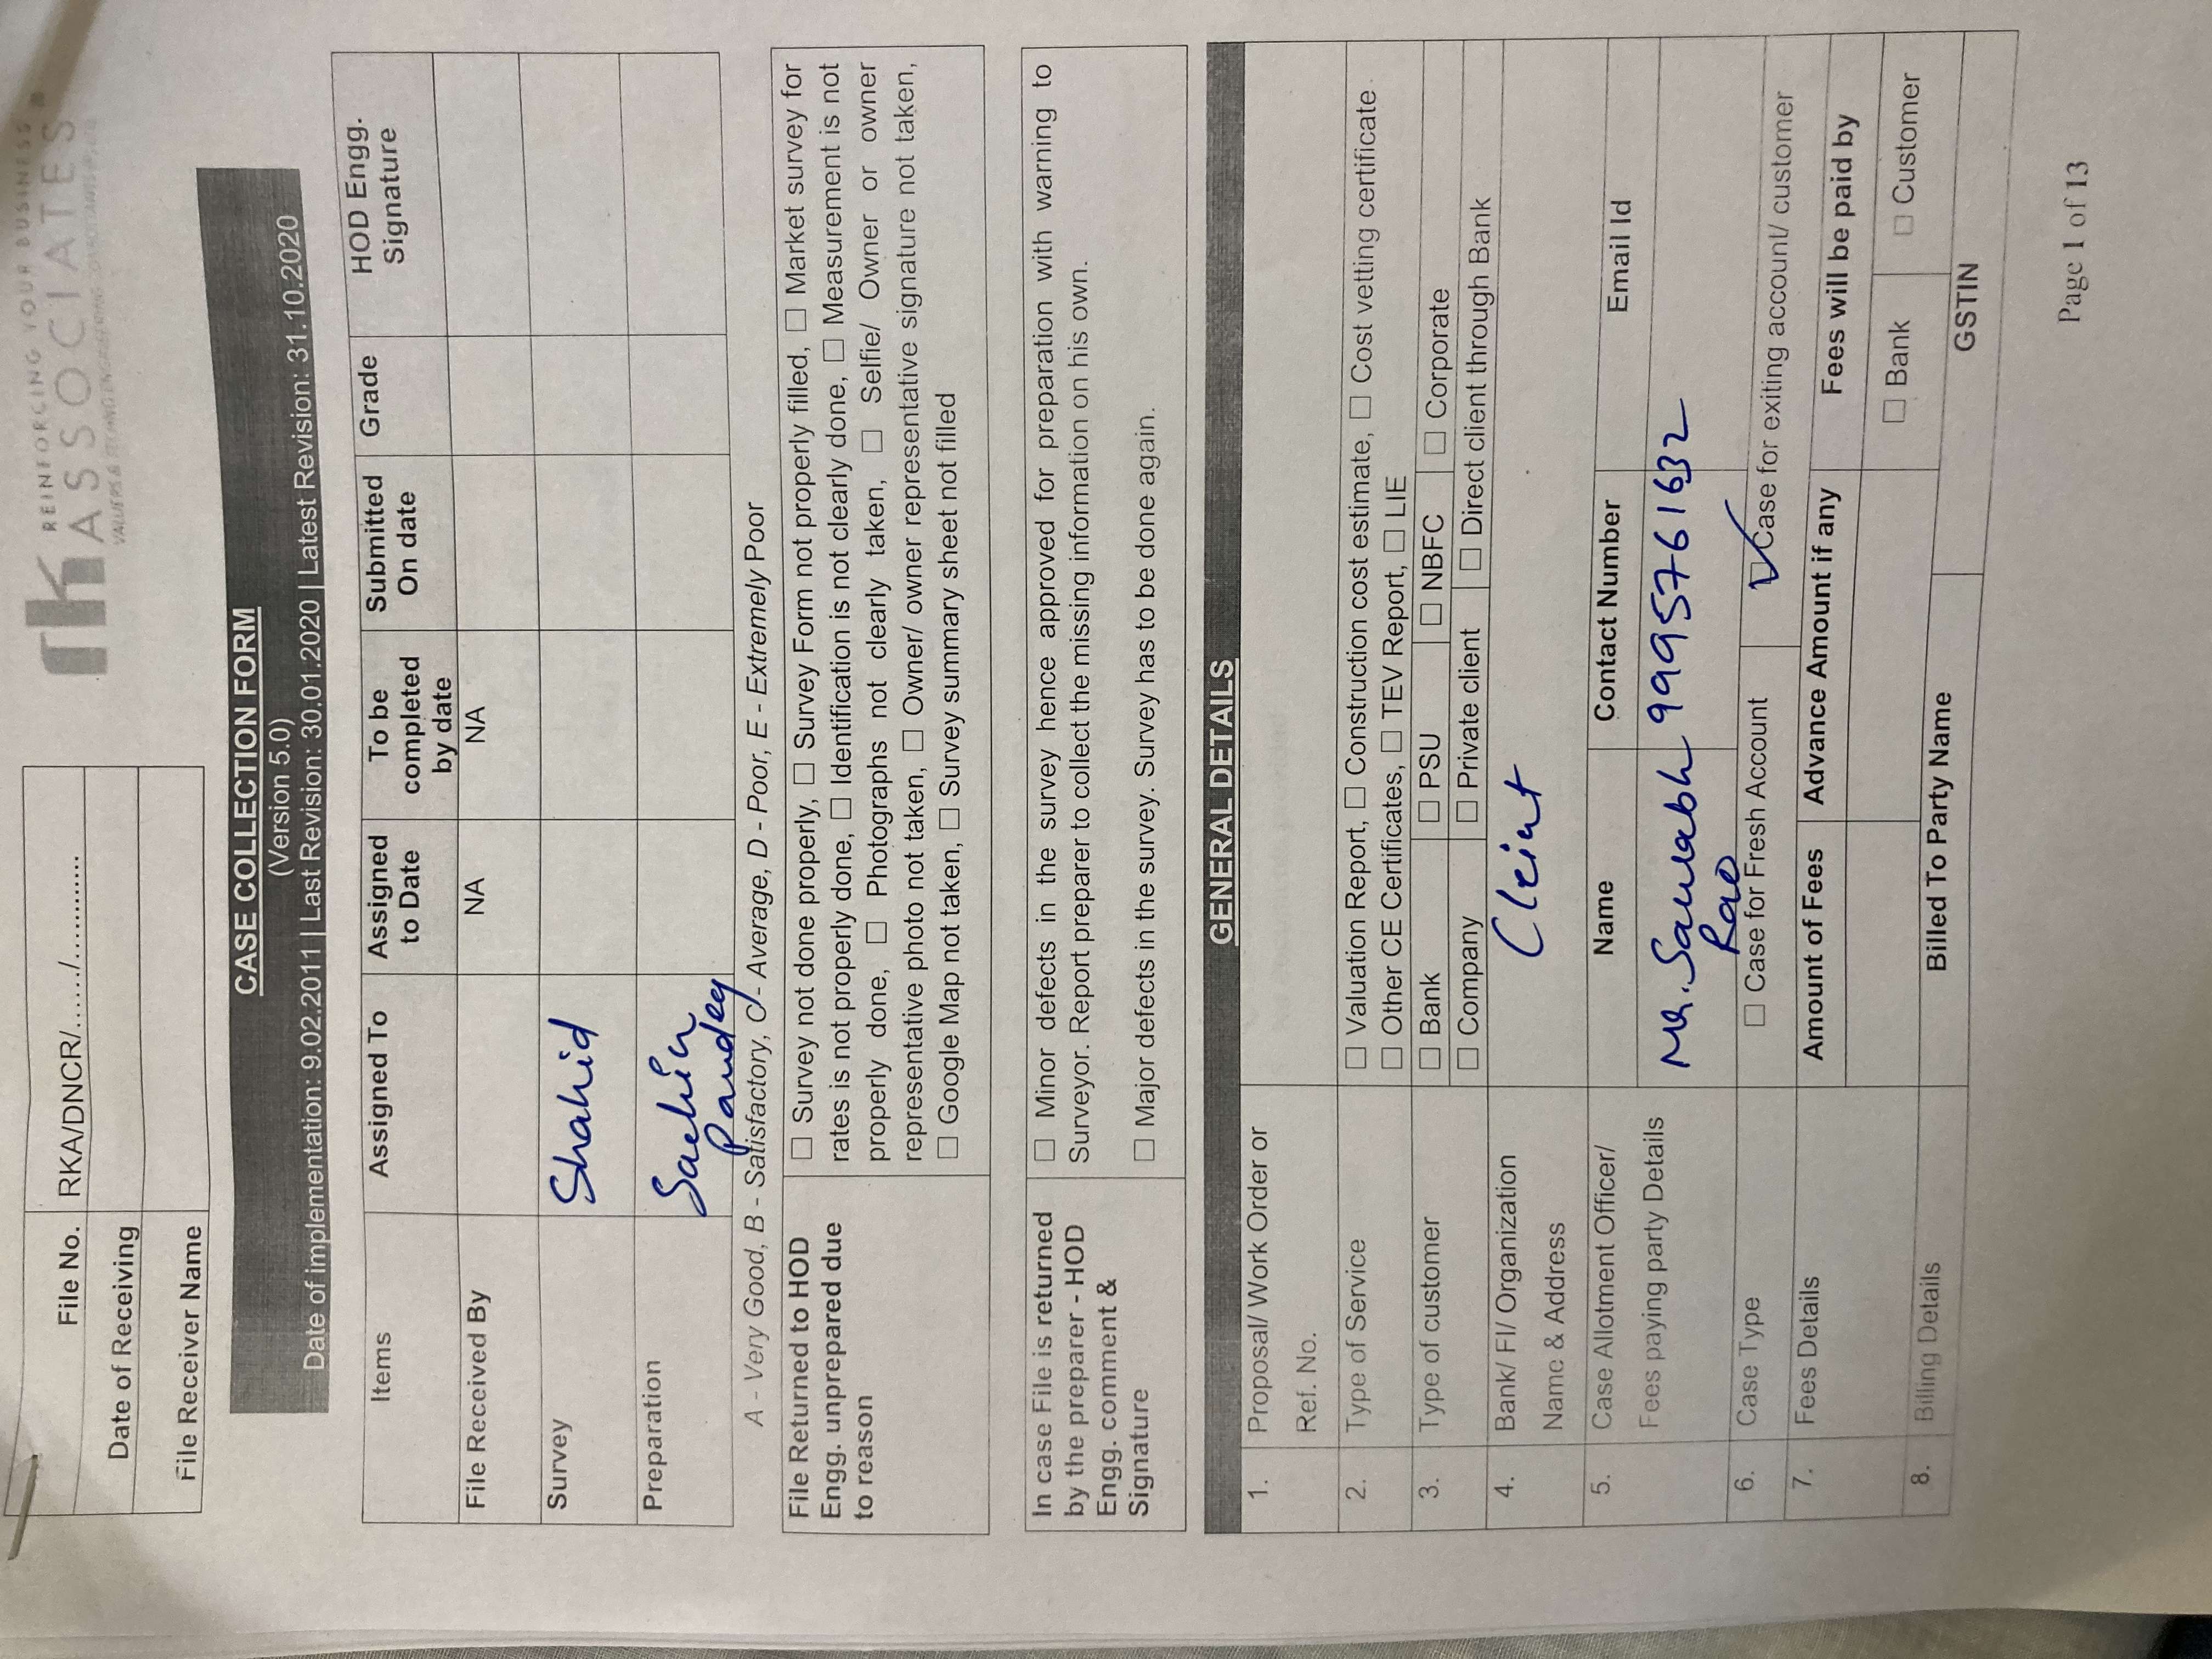 REINFORCING YOUR BUSINESS
rk ASSOCIATES
File No. RKA/DNCR/....../...........
Date of Receiving
File Receiver Name
CASE COLLECTION FORM
(Version 5.0)
Date of implementation: 9.02.2011 | Last Revision: 30.01.2020 | Latest Revision: 31.10.2020
Items Assigned To Assigned to Date To be completed by date Submitted On date Grade HOD Engg. Signature
File Received By NA NA
Survey Shahid
Preparation Sachin Pandey
A - Very Good, B - Satisfactory, C - Average, D - Poor, E - Extremely Poor
File Returned to HOD Engg. unprepared due to reason
☐ Survey not done properly, ☐ Survey Form not properly filled, ☐ Market survey for
rates is not properly done, ☐ Identification is not clearly done, ☐ Measurement is not
properly done, ☐ Photographs not clearly taken, ☐ Selfie/ Owner or owner
representative photo not taken, ☐ Owner/ owner representative signature not taken,
☐ Google Map not taken, ☐ Survey summary sheet not filled
In case File is returned by the preparer - HOD Engg. comment & Signature
☐ Minor defects in the survey hence approved for preparation with warning to
Surveyor. Report preparer to collect the missing information on his own.
☐ Major defects in the survey. Survey has to be done again.
GENERAL DETAILS
1. Proposal/ Work Order or Ref. No.
2. Type of Service ☐ Valuation Report, ☐ Construction cost estimate, ☐ Cost vetting certificate
☐ Other CE Certificates, ☐ TEV Report, ☐ LIE
3. Type of customer ☐ Bank ☐ PSU ☐ NBFC ☐ Corporate
☐ Company ☐ Private client ☐ Direct client through Bank
4. Bank/ FI/ Organization Name & Address Cleint
5. Case Allotment Officer/ Fees paying party Details Name Contact Number Email Id
Mr. Saurabh Rao 9995761632
6. Case Type ☐ Case for Fresh Account ☑ Case for exiting account/ customer
7. Fees Details Amount of Fees Advance Amount if any Fees will be paid by
☐ Bank ☐ Customer
8. Billing Details Billed To Party Name GSTIN
Page 1 of 13